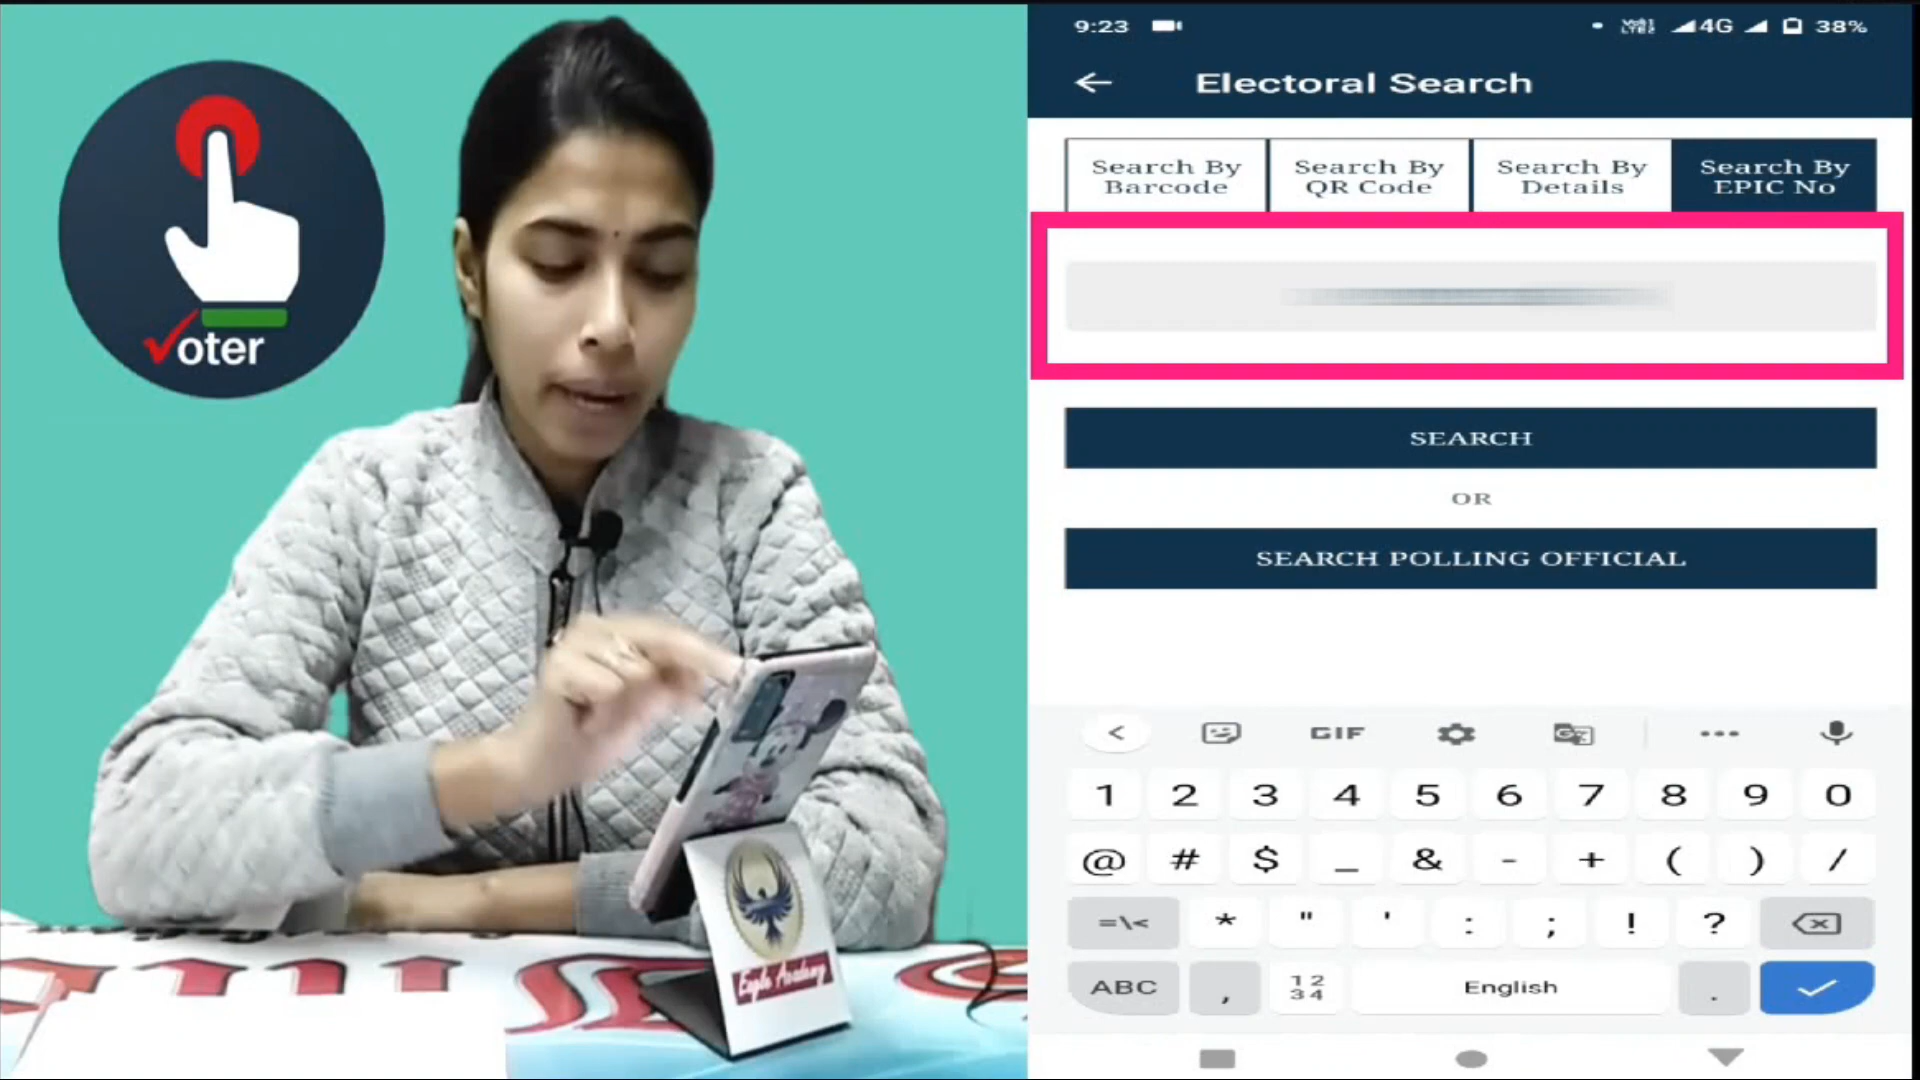 Voter
Eagle Academy
9:23
4G
38%
Electoral Search
Search By
Barcode
Search By
QR Code
Search By
Details
Search By
EPIC No
SEARCH
OR
SEARCH POLLING OFFICIAL
GIF
1 2 3 4 5 6 7 8 9 0
@ # $ _ & - + ( ) /
=\< * " ' : ; ! ?
ABC , 12 34 English .